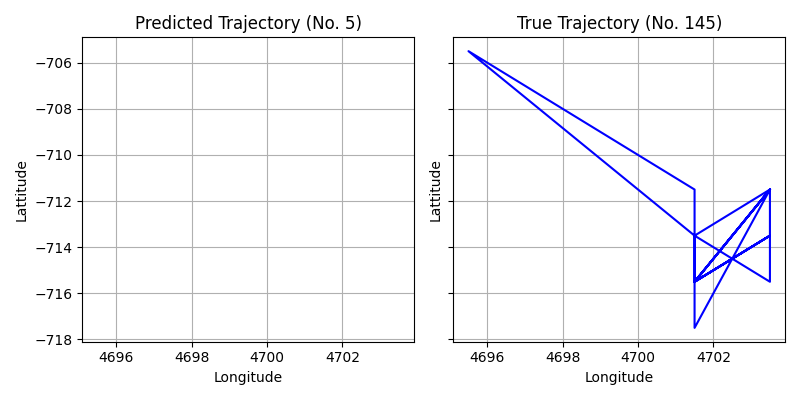 Predicted Trajectory (No. 5)
−706
−708
−710
−712
−714
−716
−718
Lattitude
4696 4698 4700 4702
Longitude
True Trajectory (No. 145)
Lattitude
4696 4698 4700 4702
Longitude